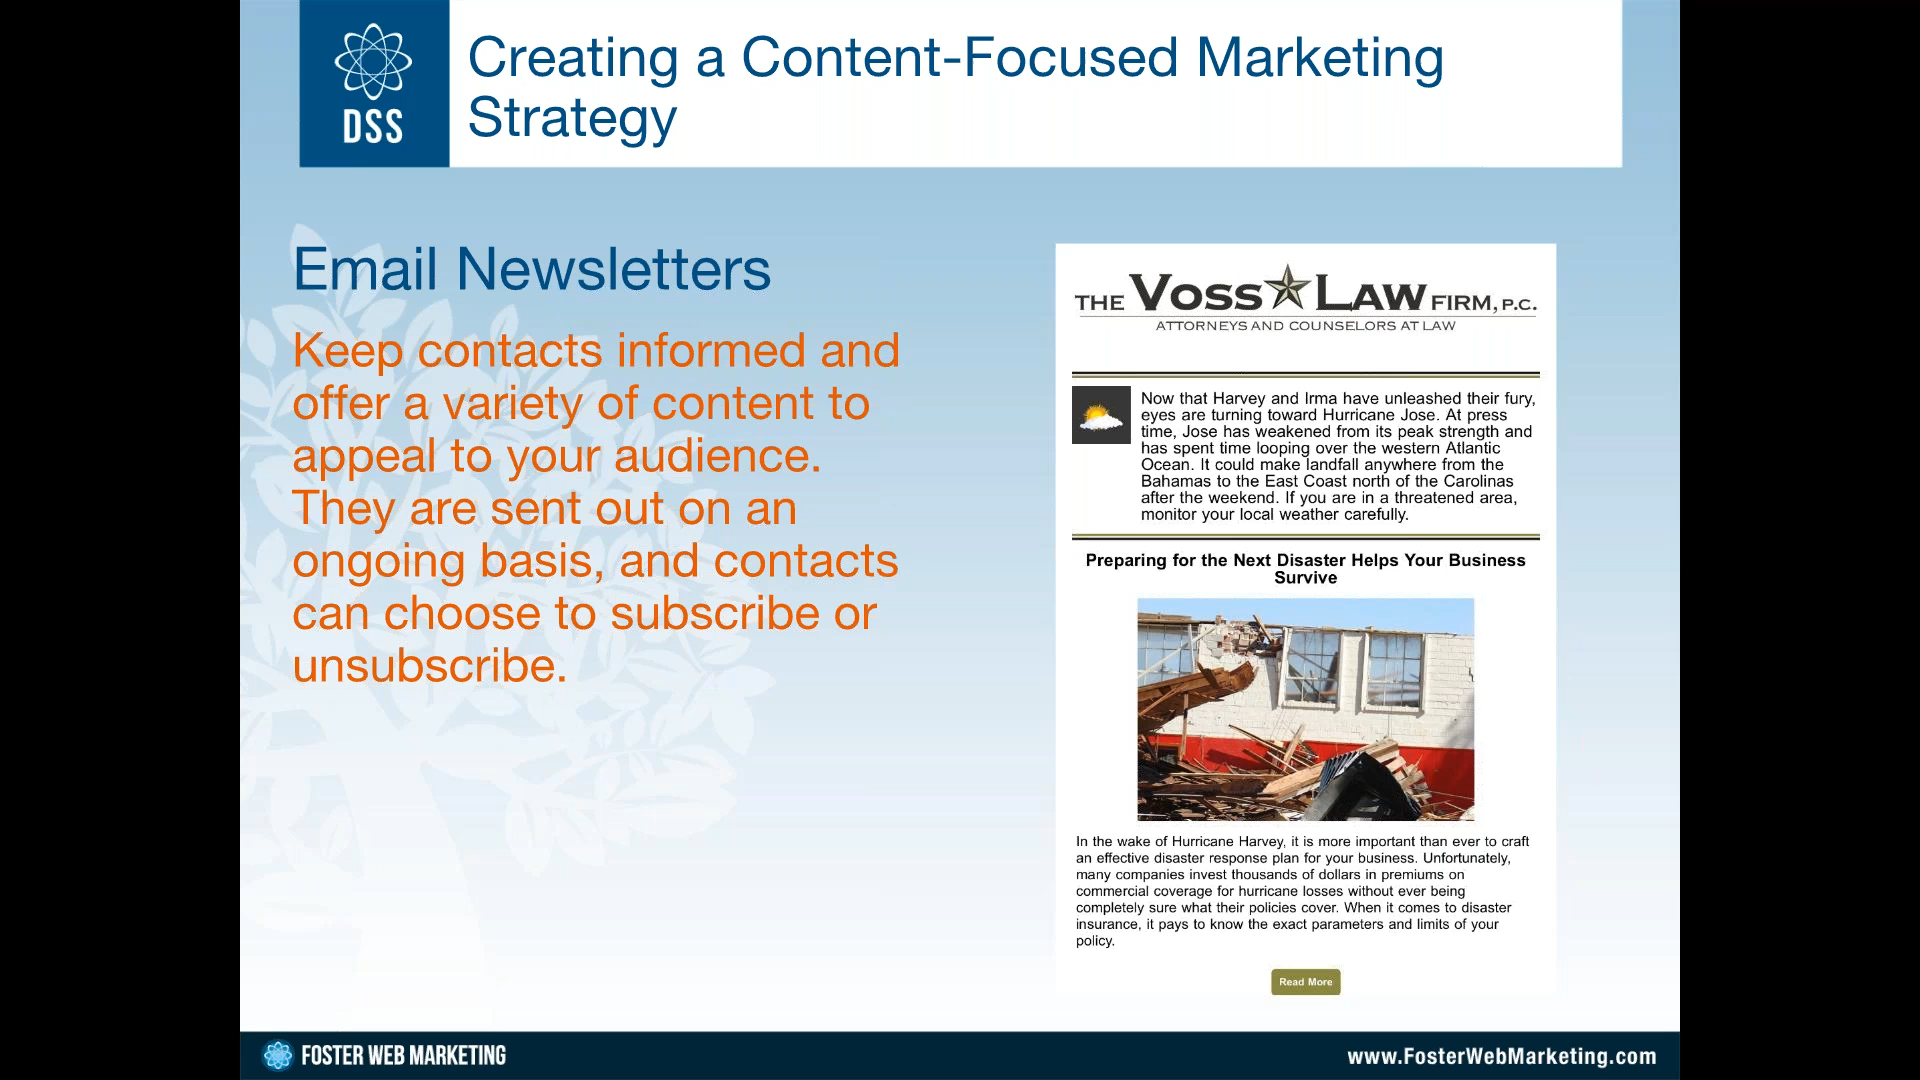 DSS
Creating a Content-Focused Marketing
Strategy
Email Newsletters
Keep contacts informed and
offer a variety of content to
appeal to your audience.
They are sent out on an
ongoing basis, and contacts
can choose to subscribe or
unsubscribe.
THE VOSS LAW FIRM, P.C.
ATTORNEYS AND COUNSELORS AT LAW
Now that Harvey and Irma have unleashed their fury,
eyes are turning toward Hurricane Jose. At press
time, Jose has weakened from its peak strength and
has spent time looping over the western Atlantic
Ocean. It could make landfall anywhere from the
Bahamas to the East Coast north of the Carolinas
after the weekend. If you are in a threatened area,
monitor your local weather carefully.
Preparing for the Next Disaster Helps Your Business
Survive
In the wake of Hurricane Harvey, it is more important than ever to craft
an effective disaster response plan for your business. Unfortunately,
many companies invest thousands of dollars in premiums on
commercial coverage for hurricane losses without ever being
completely sure what their policies cover. When it comes to disaster
insurance, it pays to know the exact parameters and limits of your
policy.
Read More
FOSTER WEB MARKETING
www.FosterWebMarketing.com